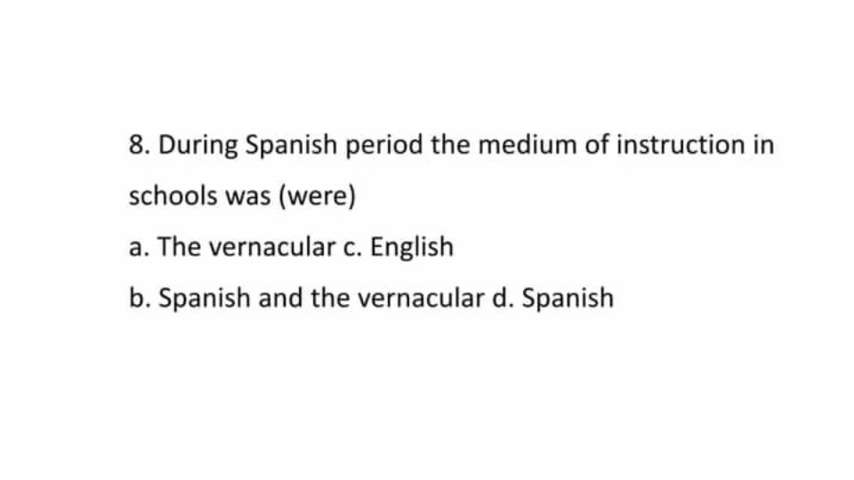 8. During Spanish period the medium of instruction in
schools was (were)
a. The vernacular c. English
b. Spanish and the vernacular d. Spanish